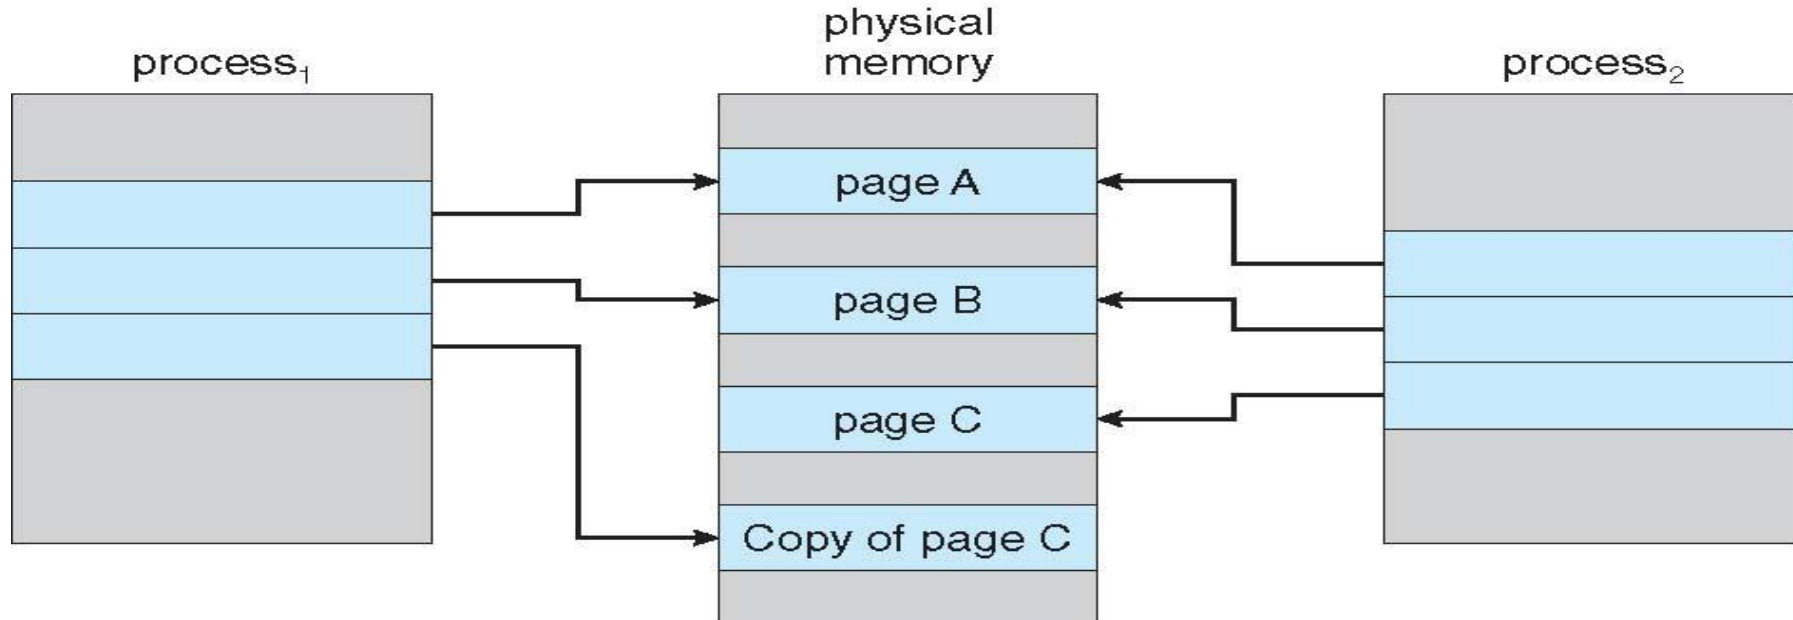 process₁
physical
memory
process₂
page A
page B
page C
Copy of page C